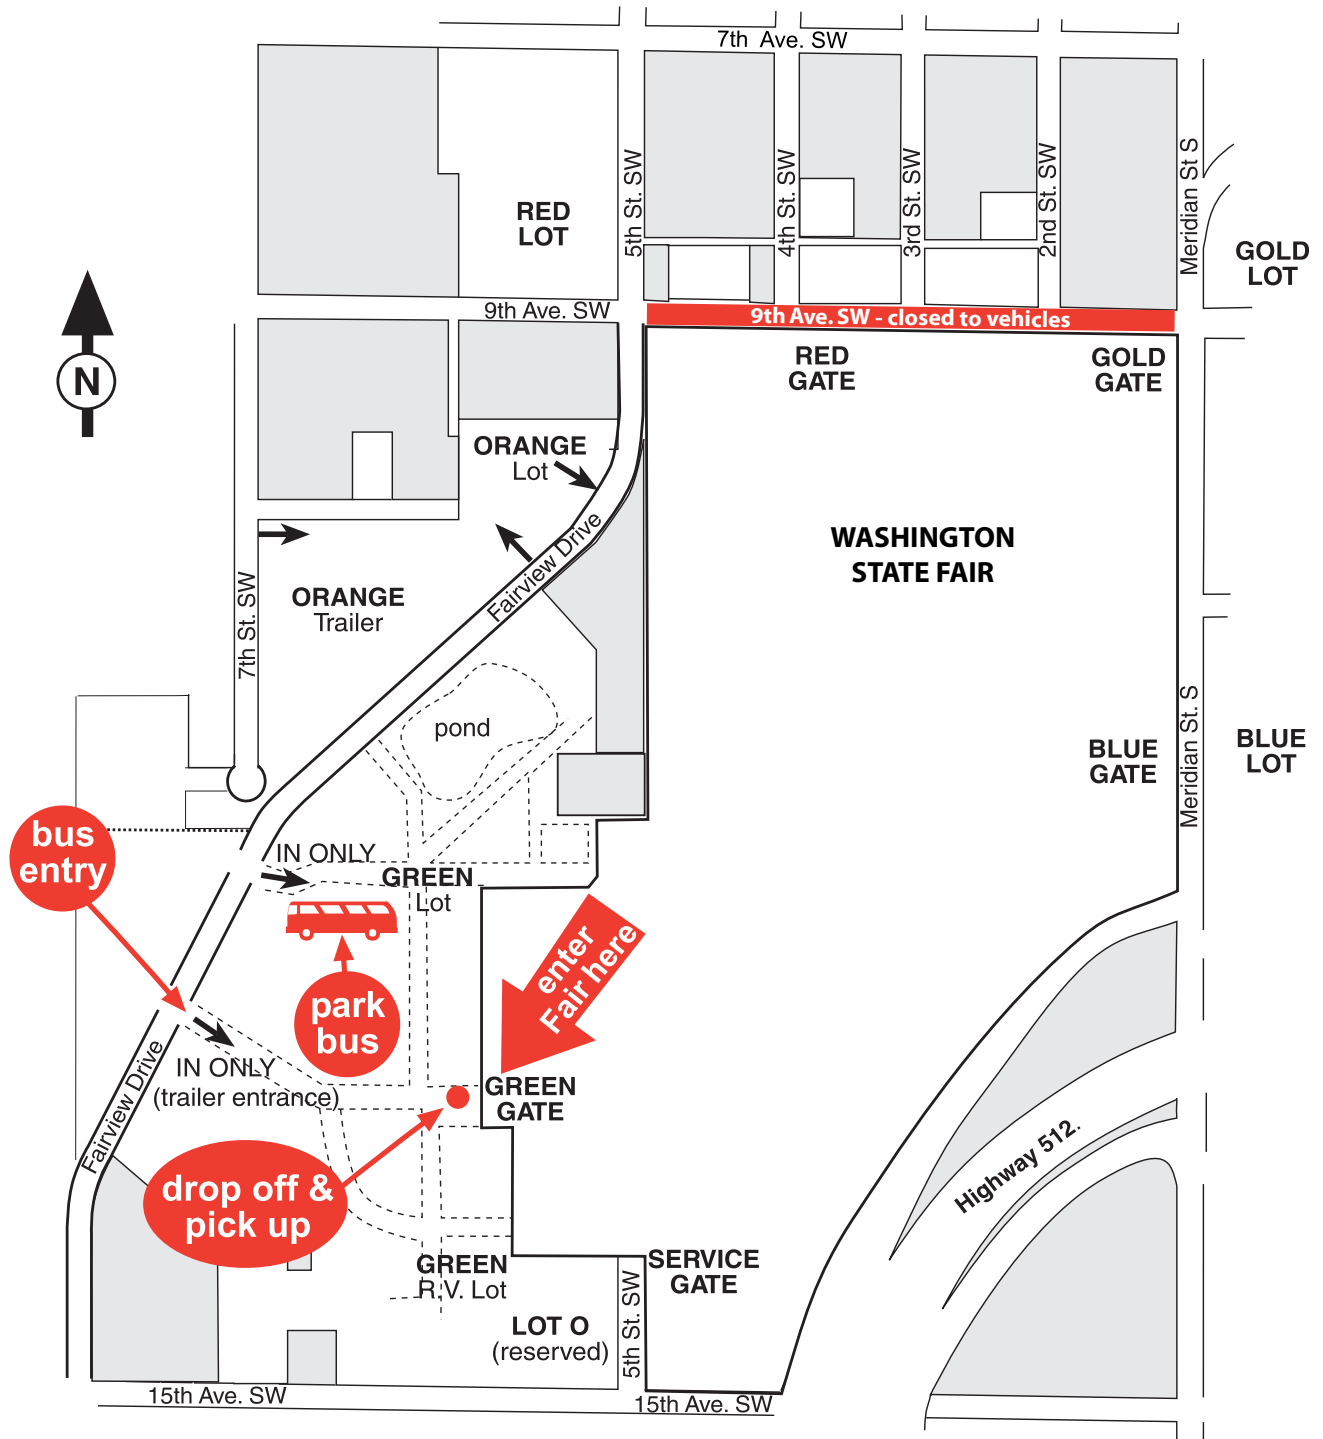 7th Ave. SW
5th St. SW
4th St. SW
3rd St. SW
2nd St. SW
Meridian St S
RED
LOT
GOLD
LOT
9th Ave. SW
9th Ave. SW - closed to vehicles
RED
GATE
GOLD
GATE
N
ORANGE
Lot
WASHINGTON
STATE FAIR
Fairview Drive
7th St. SW
ORANGE
Trailer
pond
BLUE
GATE
Meridian St. S
BLUE
LOT
bus
entry
IN ONLY
GREEN
Lot
enter
Fair here
park
bus
IN ONLY
(trailer entrance)
Fairview Drive
GREEN
GATE
drop off &
pick up
Highway 512.
GREEN
R.V. Lot
SERVICE
GATE
LOT O
(reserved)
5th St. SW
15th Ave. SW
15th Ave. SW